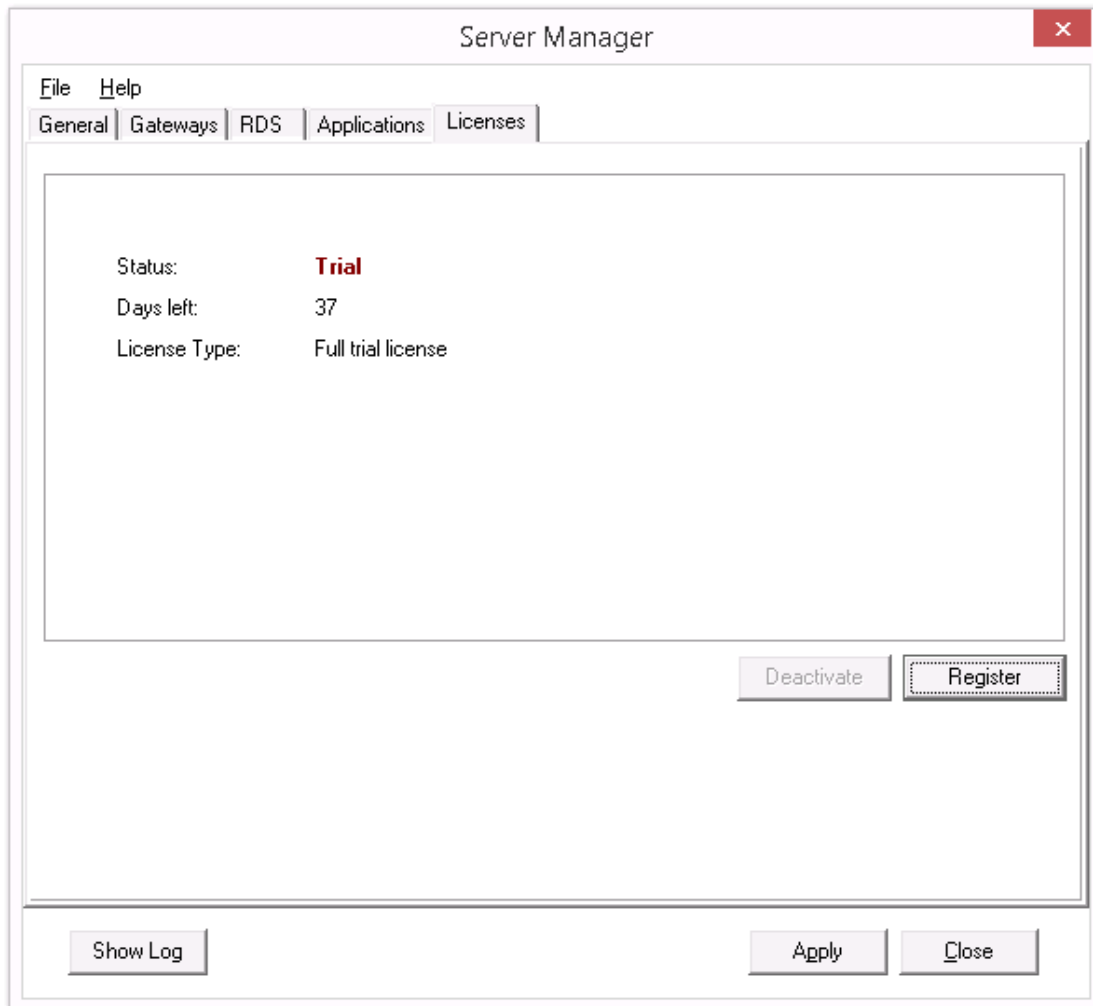 Server Manager
File Help
General Gateways RDS Applications Licenses
Status: Trial
Days left: 37
License Type: Full trial license
Deactivate Register
Show Log Apply Close